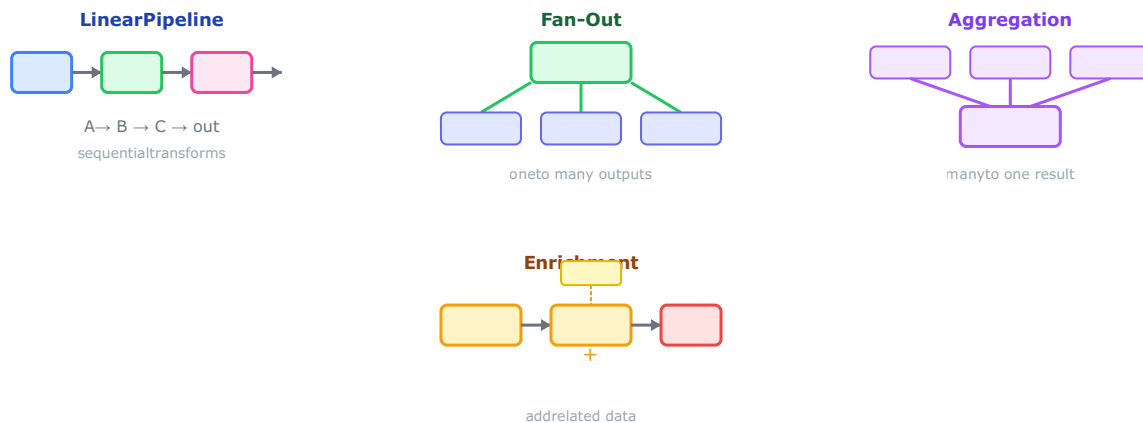 LinearPipeline
Fan-Out
Aggregation
A→ B → C → out
sequentialtransforms
oneto many outputs
manyto one result
Enrichment
+
addrelated data